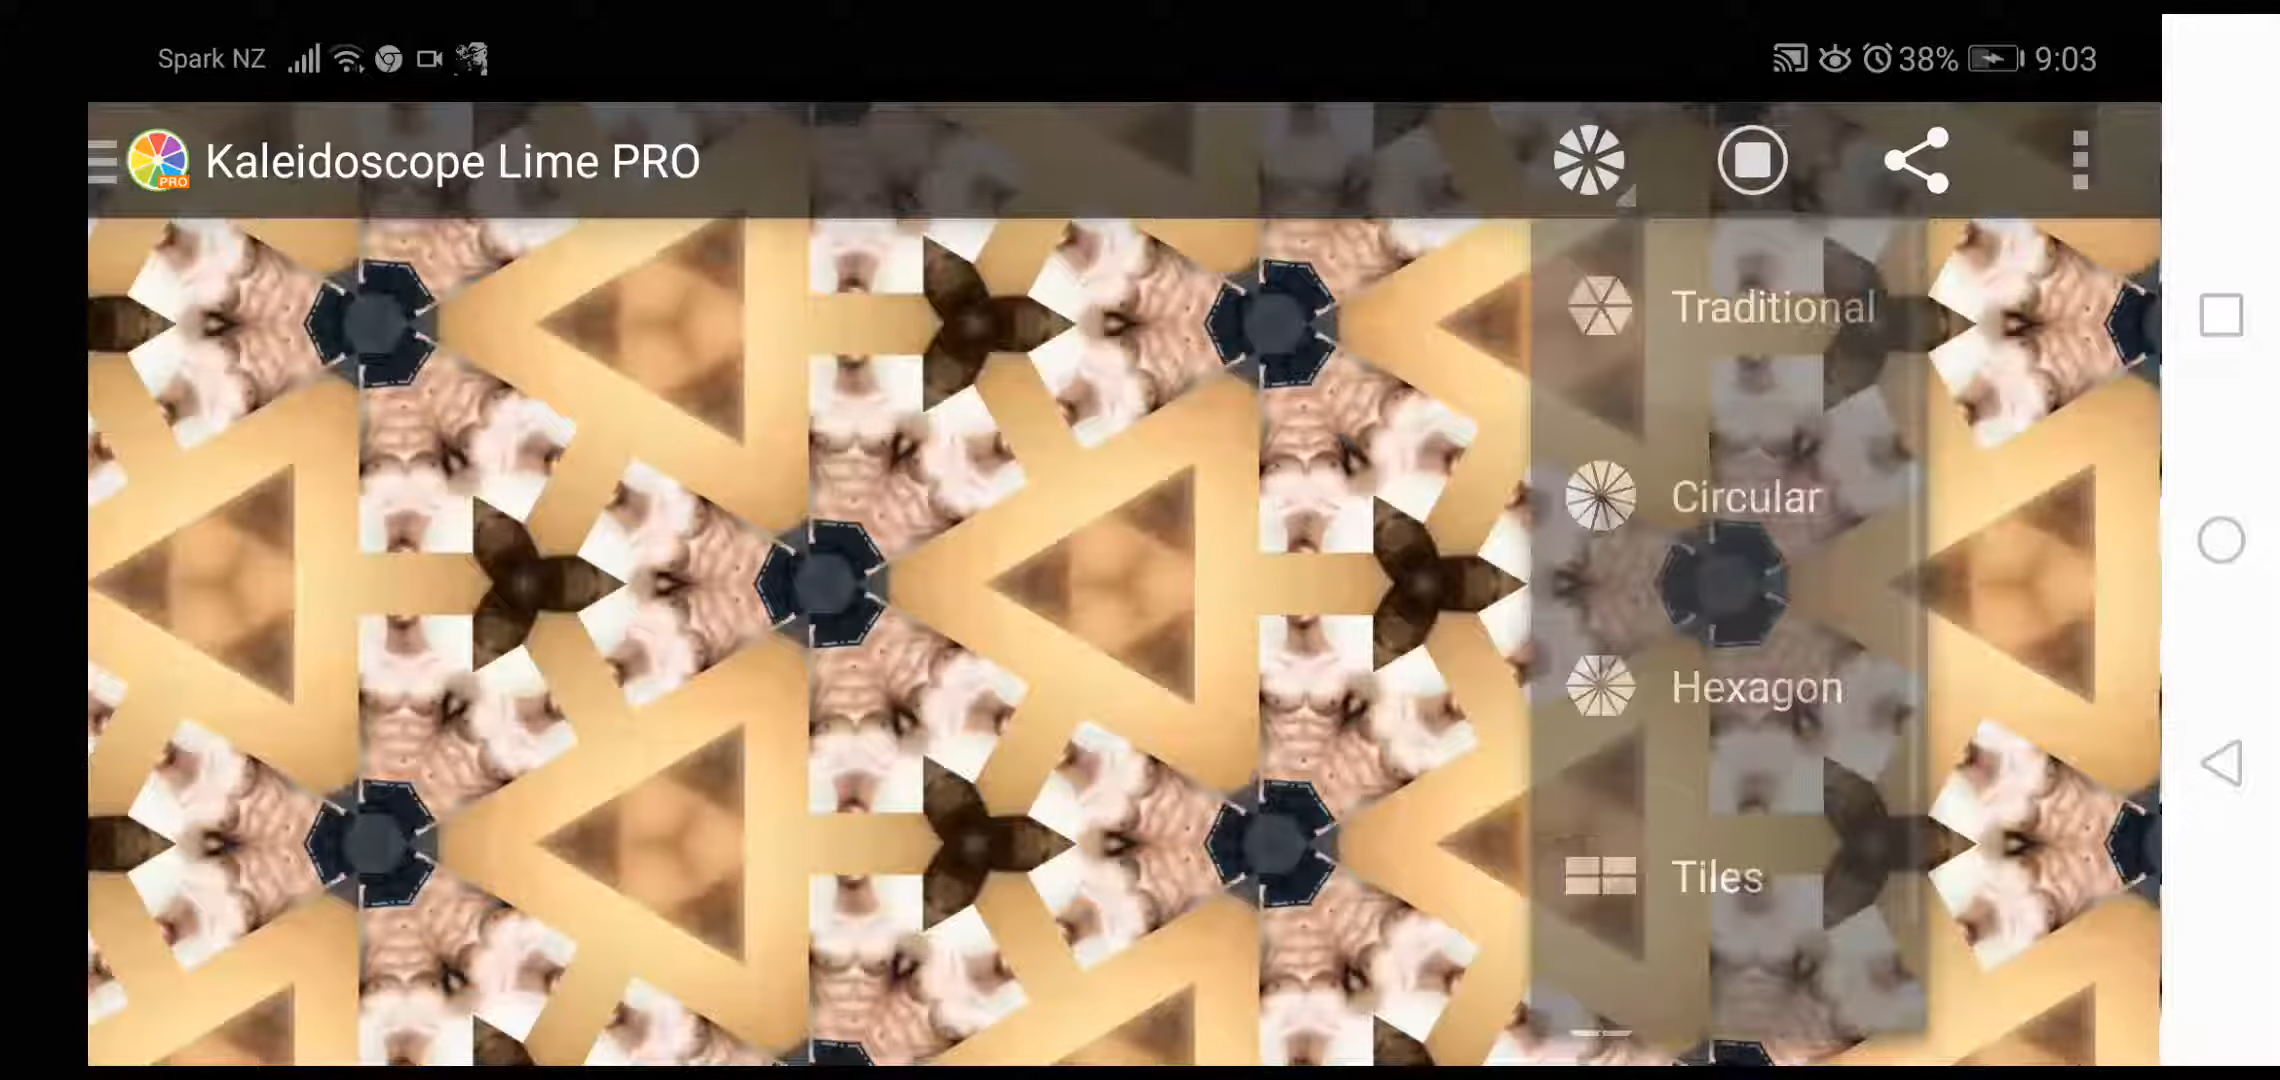 Spark NZ
38% 9:03
PRO
Kaleidoscope Lime PRO
Traditional
Circular
Hexagon
Tiles